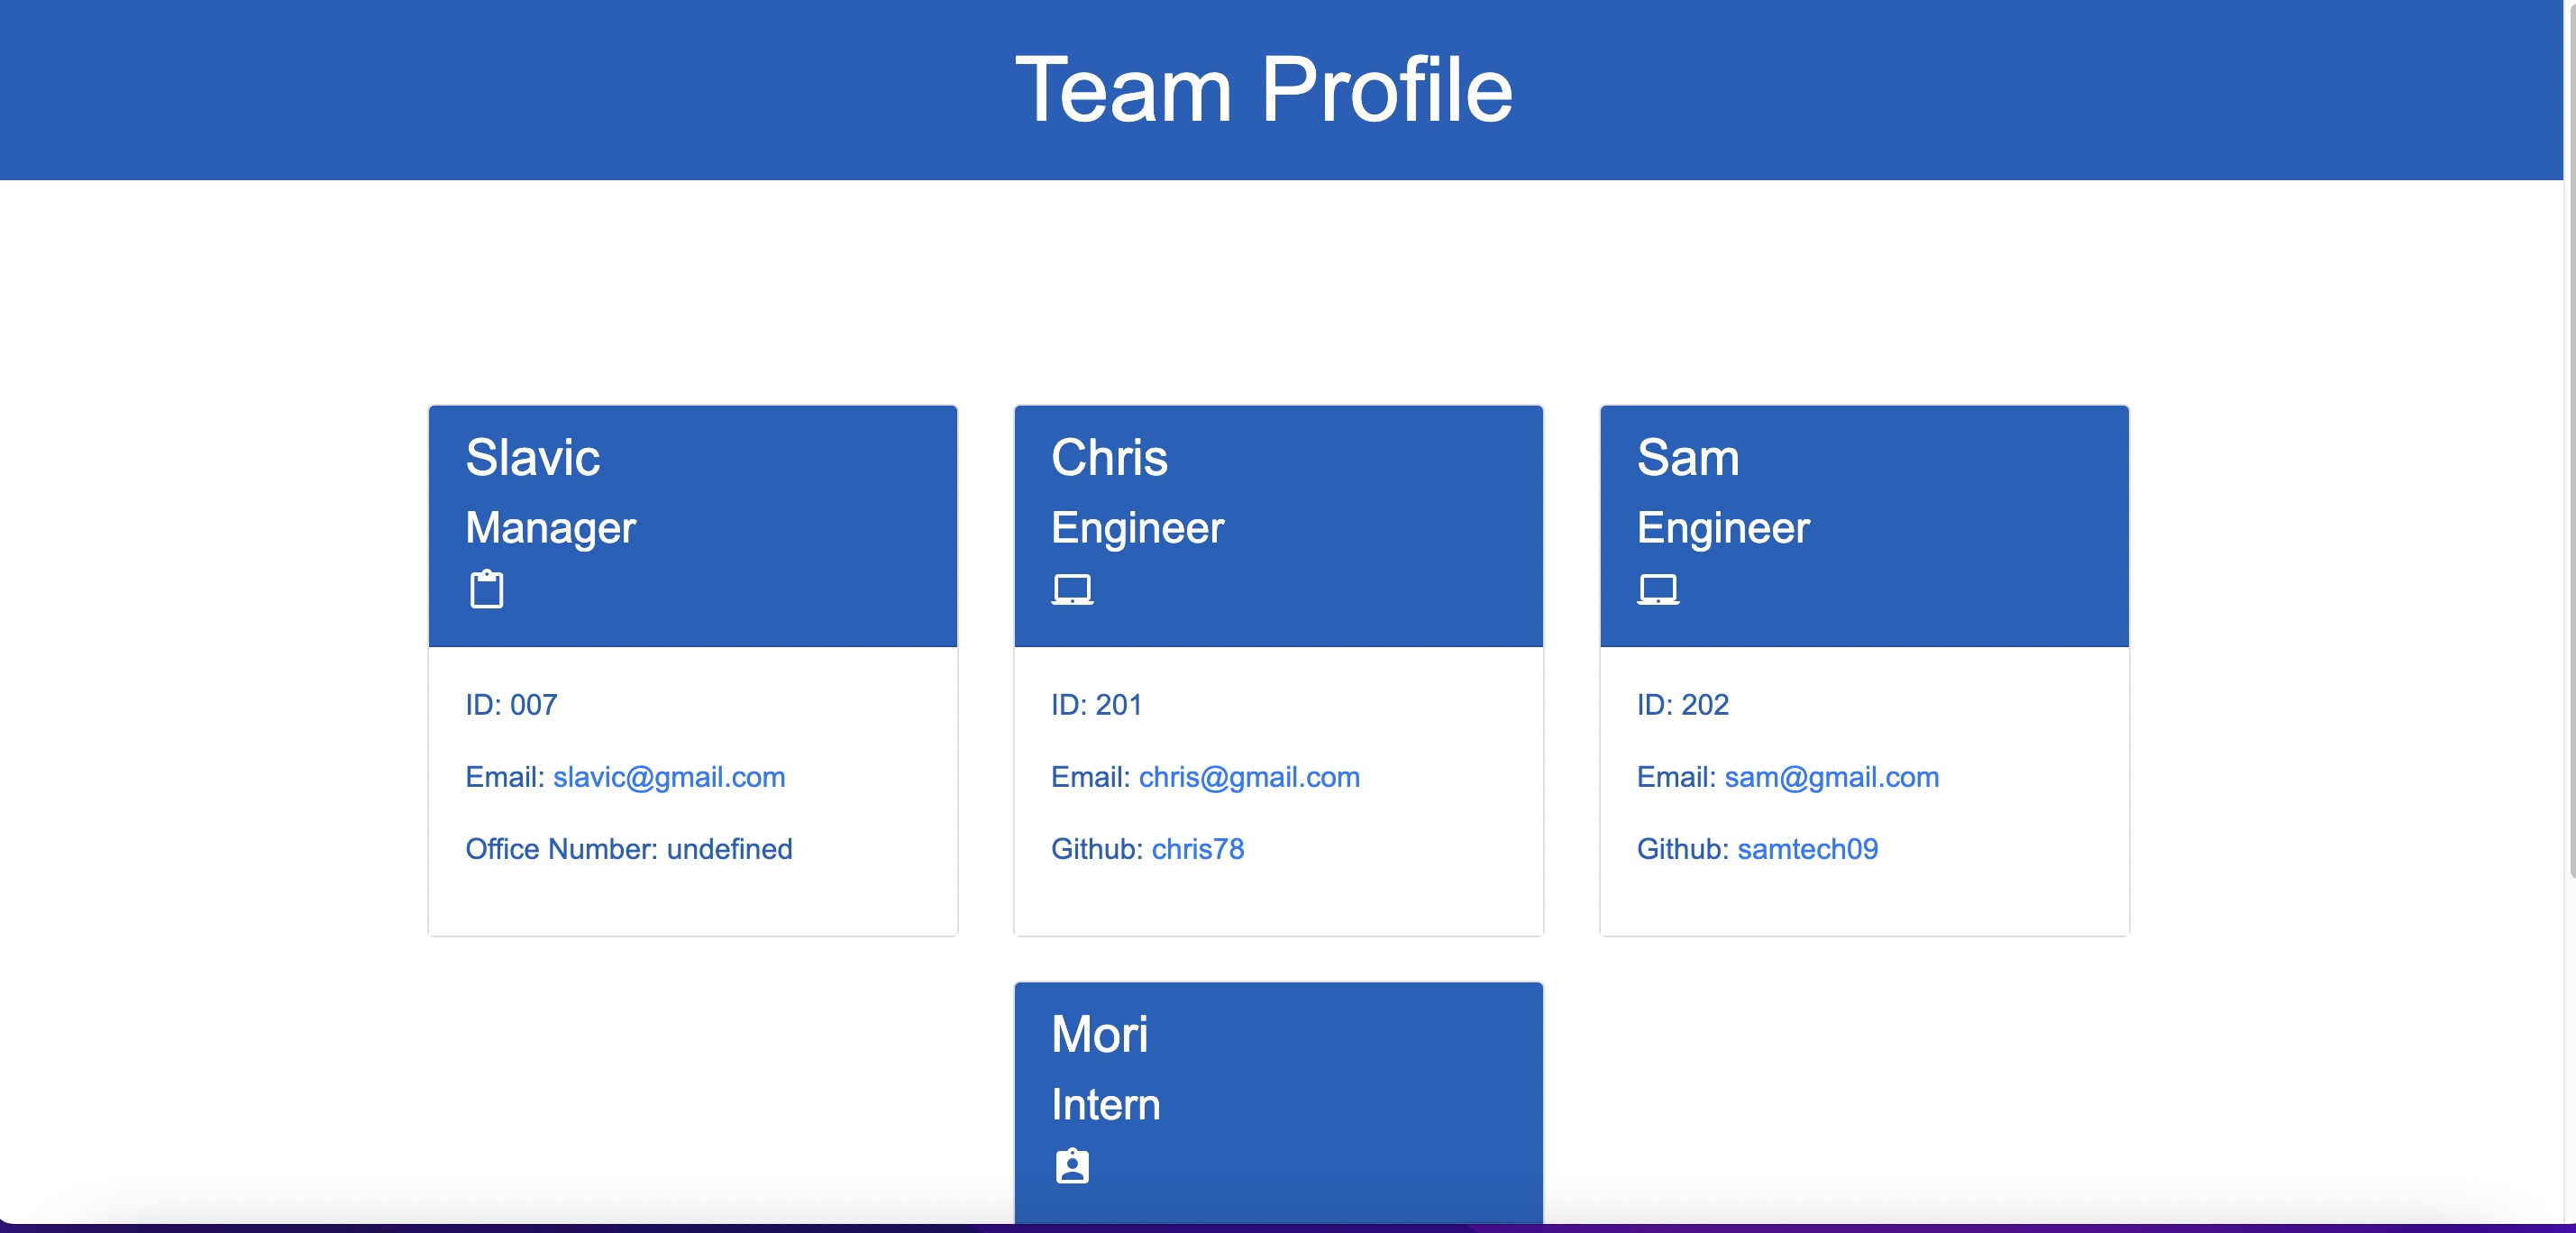 Team Profile
Slavic
Manager
ID: 007
Email: slavic@gmail.com
Office Number: undefined
Chris
Engineer
ID: 201
Email: chris@gmail.com
Github: chris78
Sam
Engineer
ID: 202
Email: sam@gmail.com
Github: samtech09
Mori
Intern